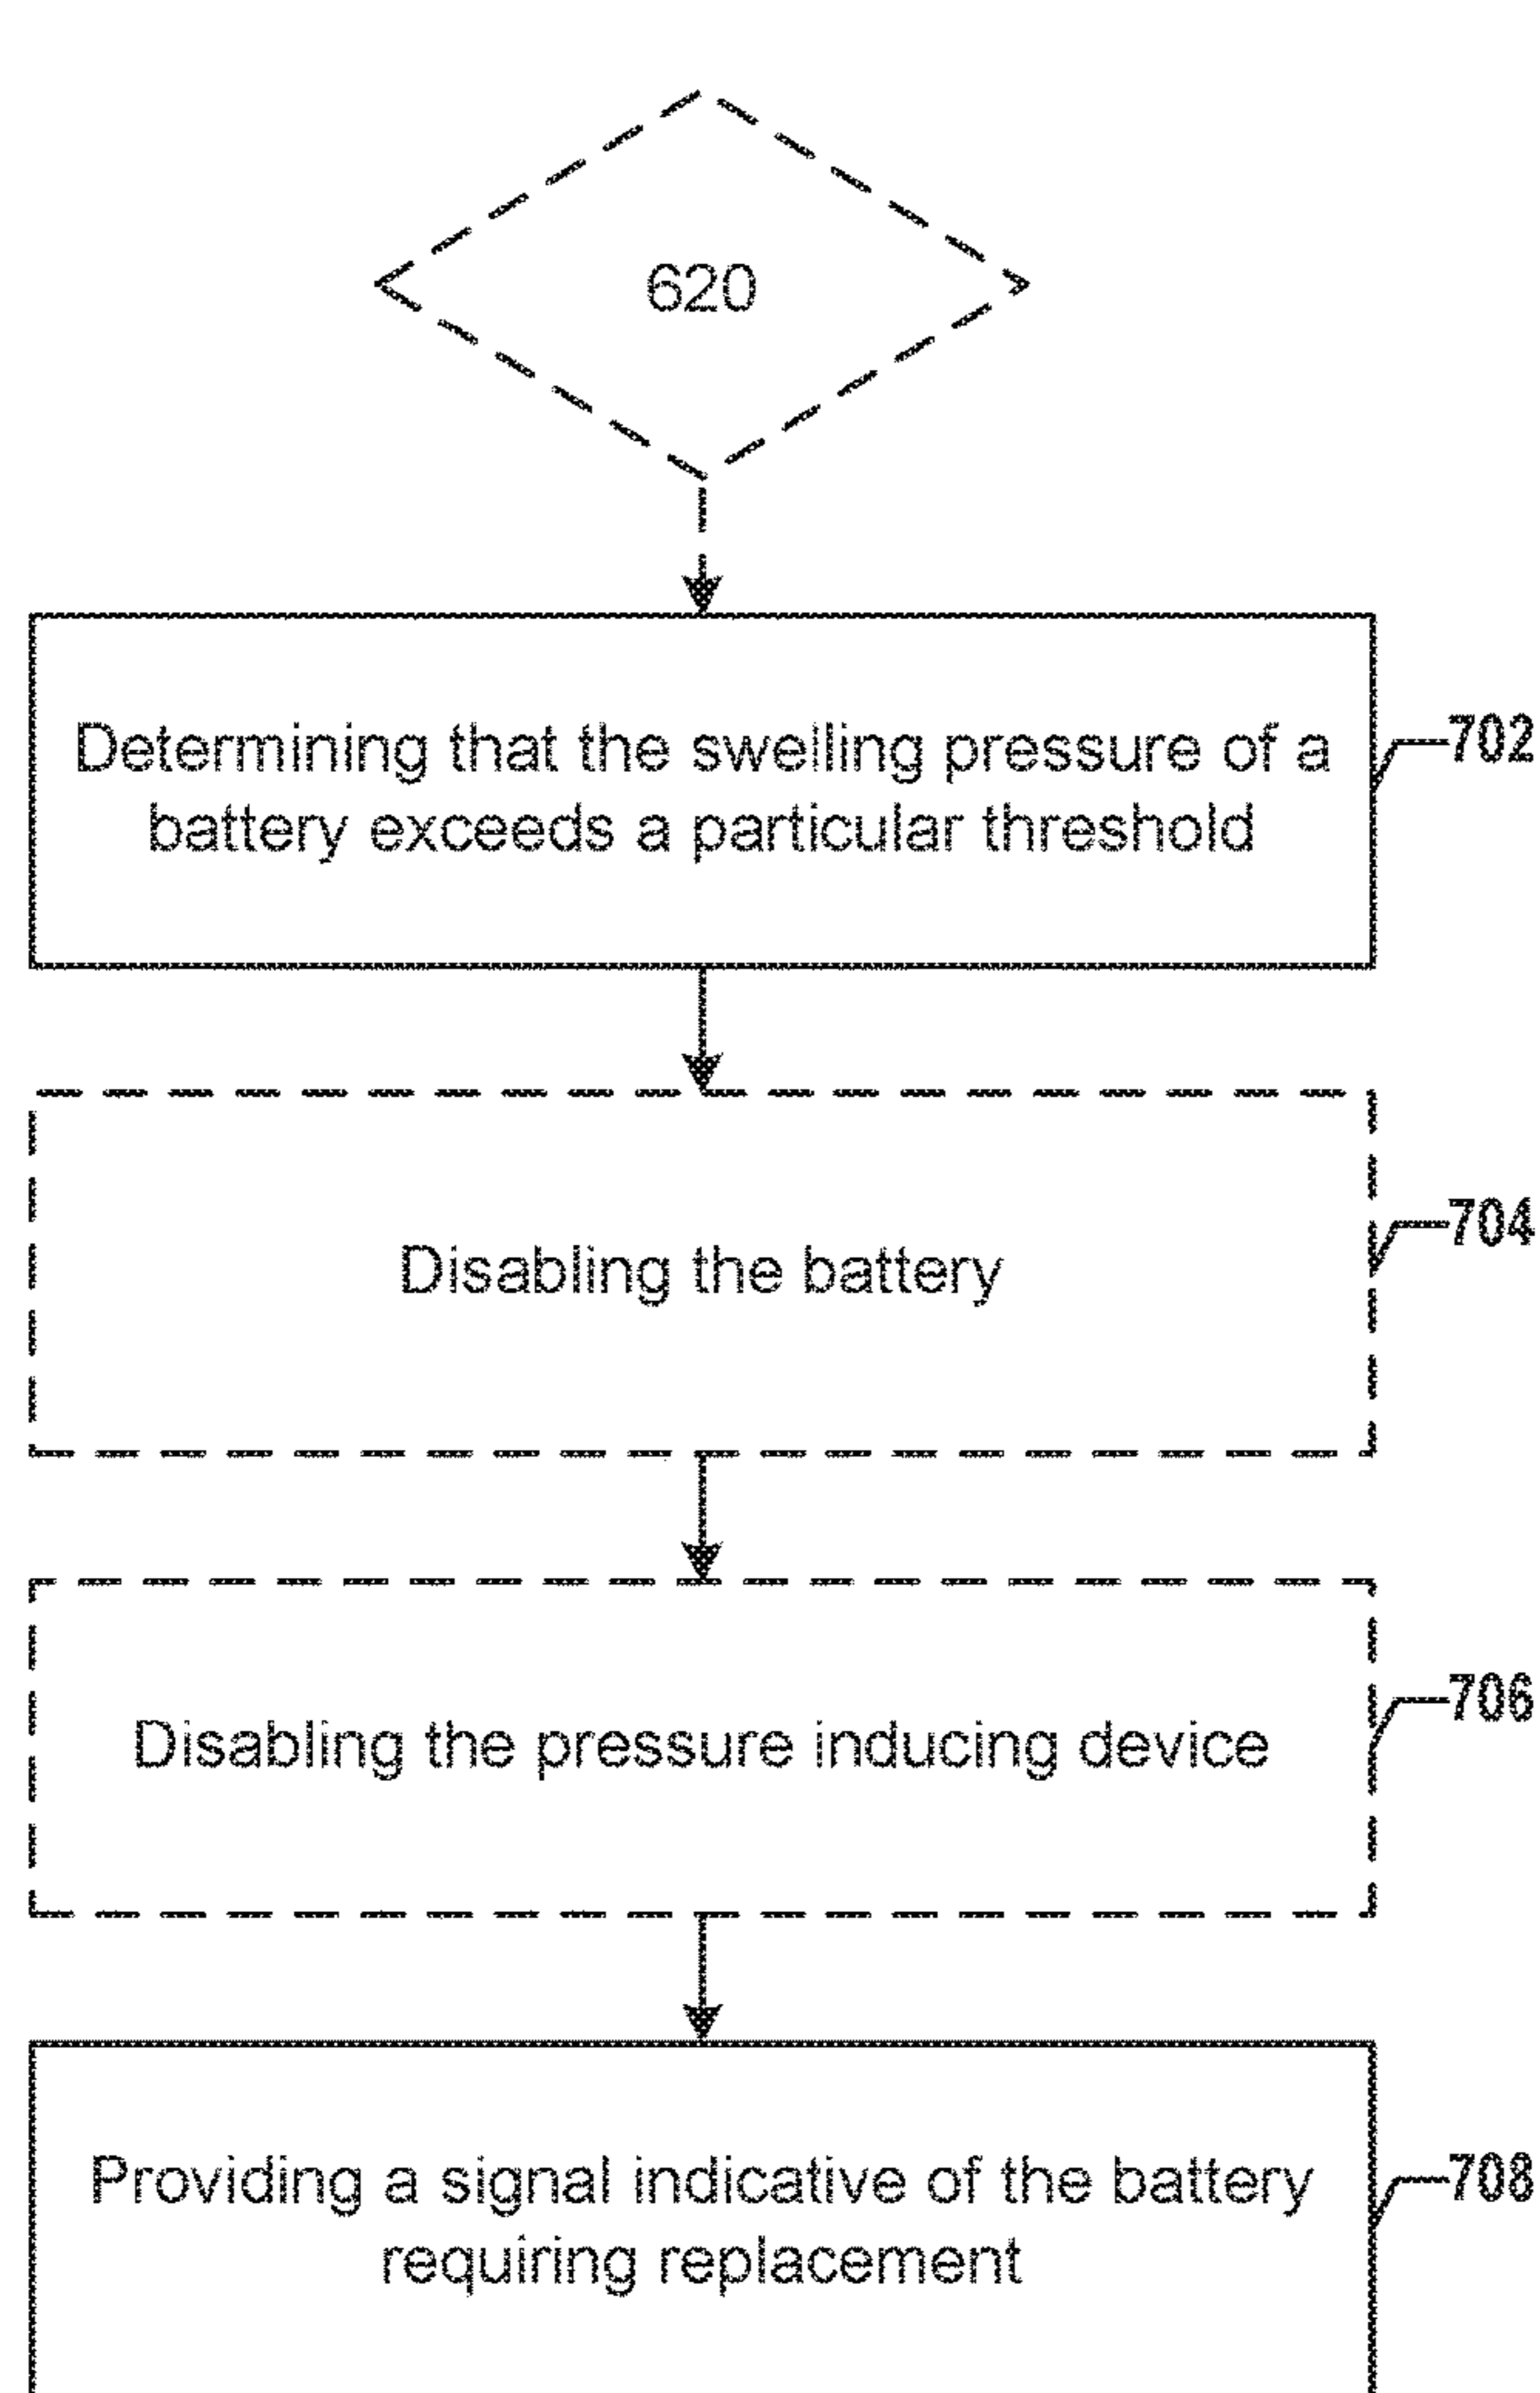 620
Determining that the swelling pressure of a
battery exceeds a particular threshold
702
Disabling the battery
704
Disabling the pressure inducing device
706
Providing a signal indicative of the battery
requiring replacement
708